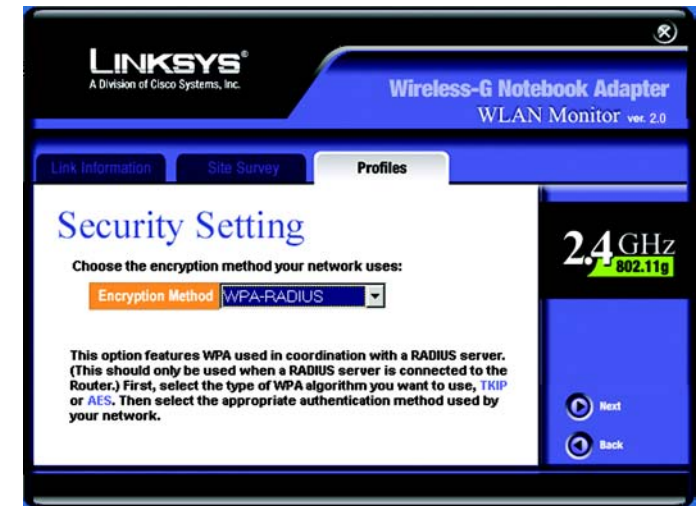 LINKSYS®
A Division of Cisco Systems, Inc.
Wireless-G Notebook Adapter
WLAN Monitor ver. 2.0
Link Information
Site Survey
Profiles
Security Setting
Choose the encryption method your network uses:
Encryption Method WPA-RADIUS
This option features WPA used in coordination with a RADIUS server.
(This should only be used when a RADIUS server is connected to the
Router.) First, select the type of WPA algorithm you want to use, TKIP
or AES. Then select the appropriate authentication method used by
your network.
2.4 GHz
802.11g
Next
Back